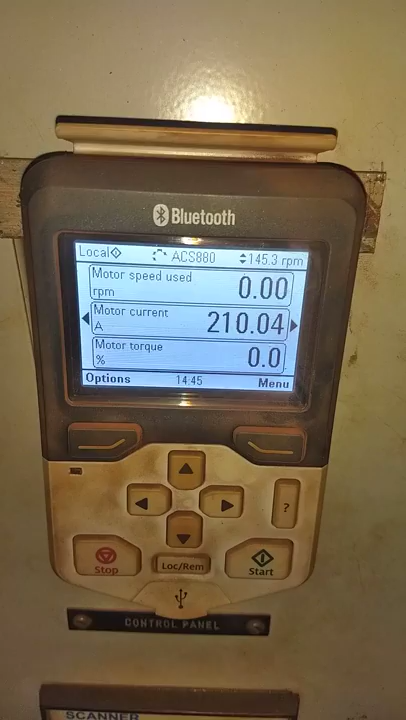 Bluetooth
Local ACS880 145.3 rpm
Motor speed used
rpm 0.00
Motor current
A 210.04
Motor torque
% 0.0
Options 14:45 Menu
?
Stop Loc/Rem Start
CONTROL PANEL
SCANNER